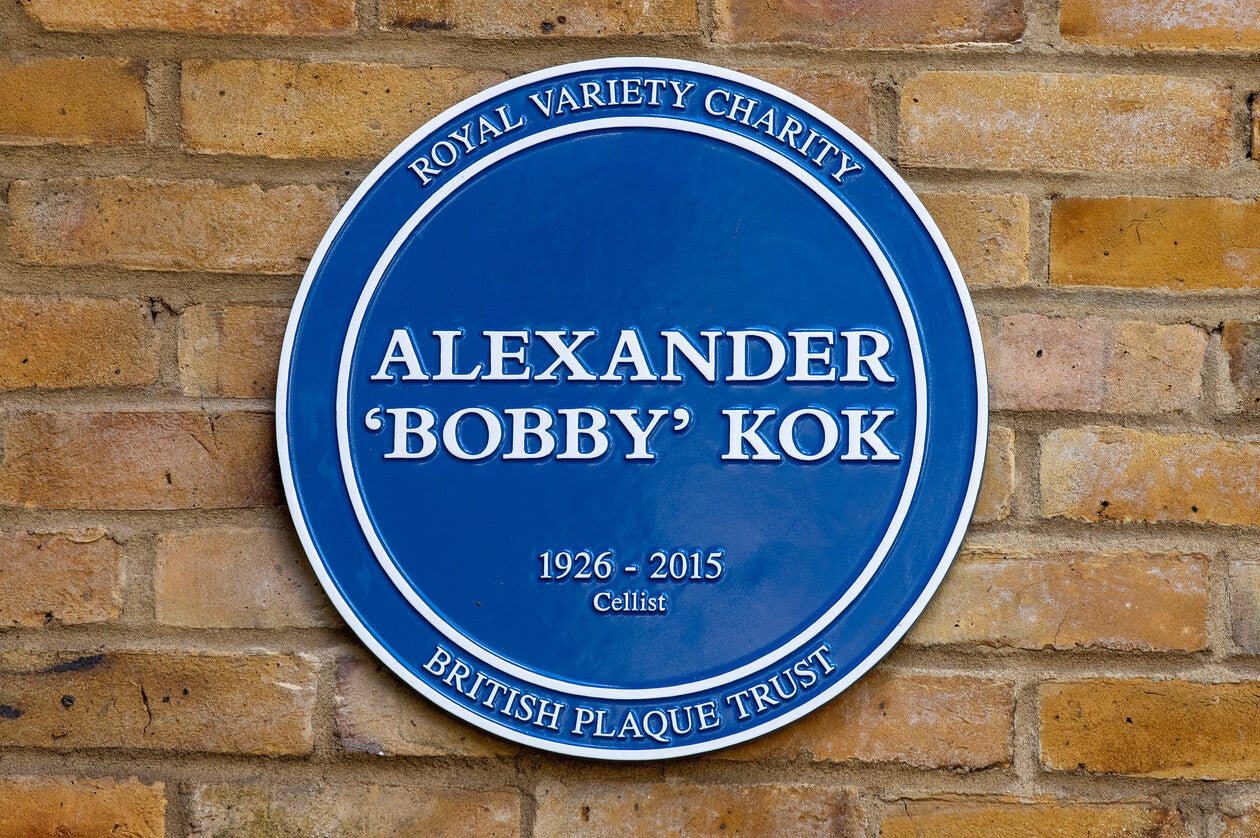 ROYAL VARIETY CHARITY
ALEXANDER
‘BOBBY’ KOK
1926 - 2015
Cellist
BRITISH PLAQUE TRUST